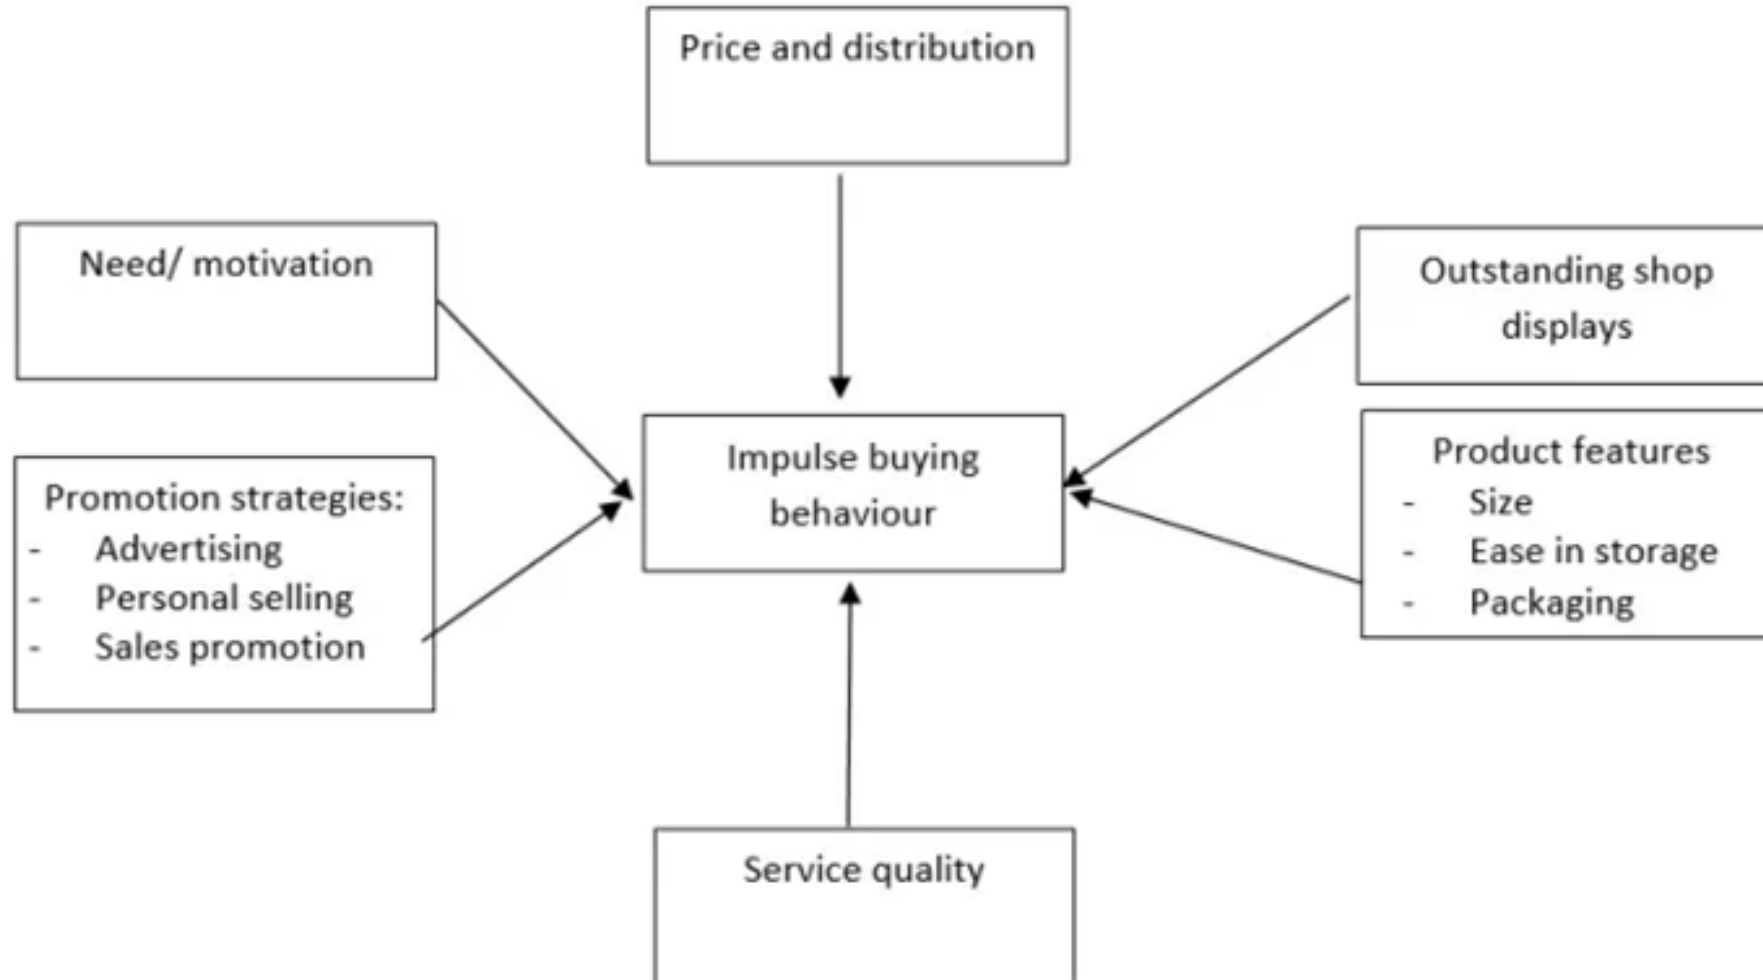 Price and distribution
Need/ motivation
Outstanding shop
displays
Impulse buying
behaviour
Promotion strategies:
- Advertising
- Personal selling
- Sales promotion
Product features
- Size
- Ease in storage
- Packaging
Service quality